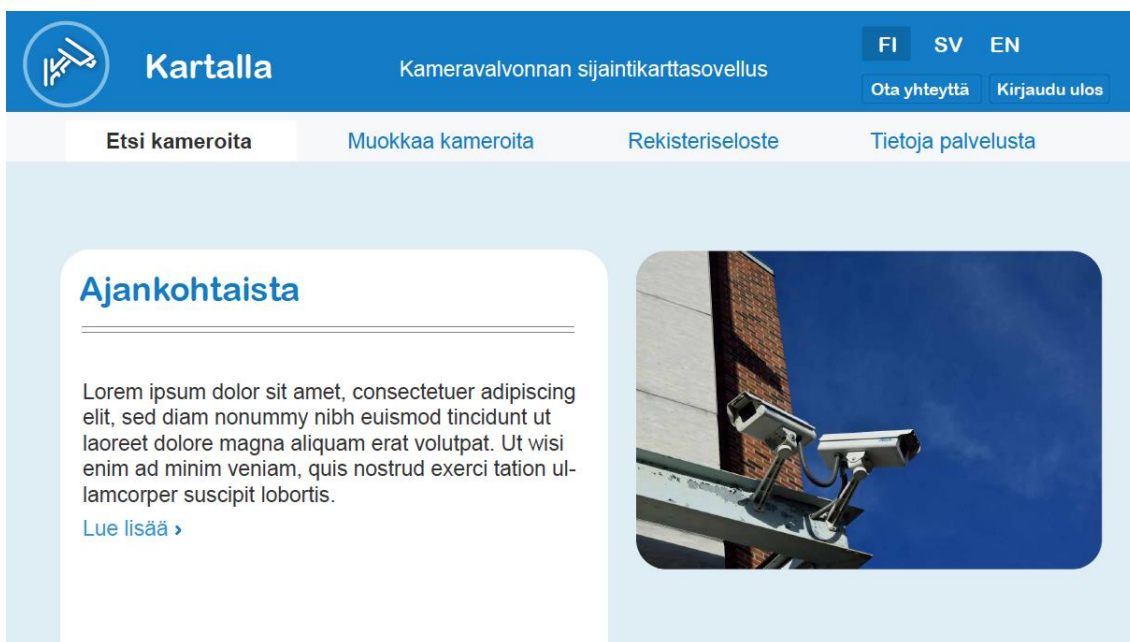 Kartalla
Kameravalvonnan sijaintikarttasovellus
FI SV EN
Ota yhteyttä Kirjaudu ulos
Etsi kameroita Muokkaa kameroita Rekisteriseloste Tietoja palvelusta
Ajankohtaista
Lorem ipsum dolor sit amet, consectetuer adipiscing
elit, sed diam nonummy nibh euismod tincidunt ut
laoreet dolore magna aliquam erat volutpat. Ut wisi
enim ad minim veniam, quis nostrud exerci tation ul-
lamcorper suscipit lobortis.
Lue lisää ›